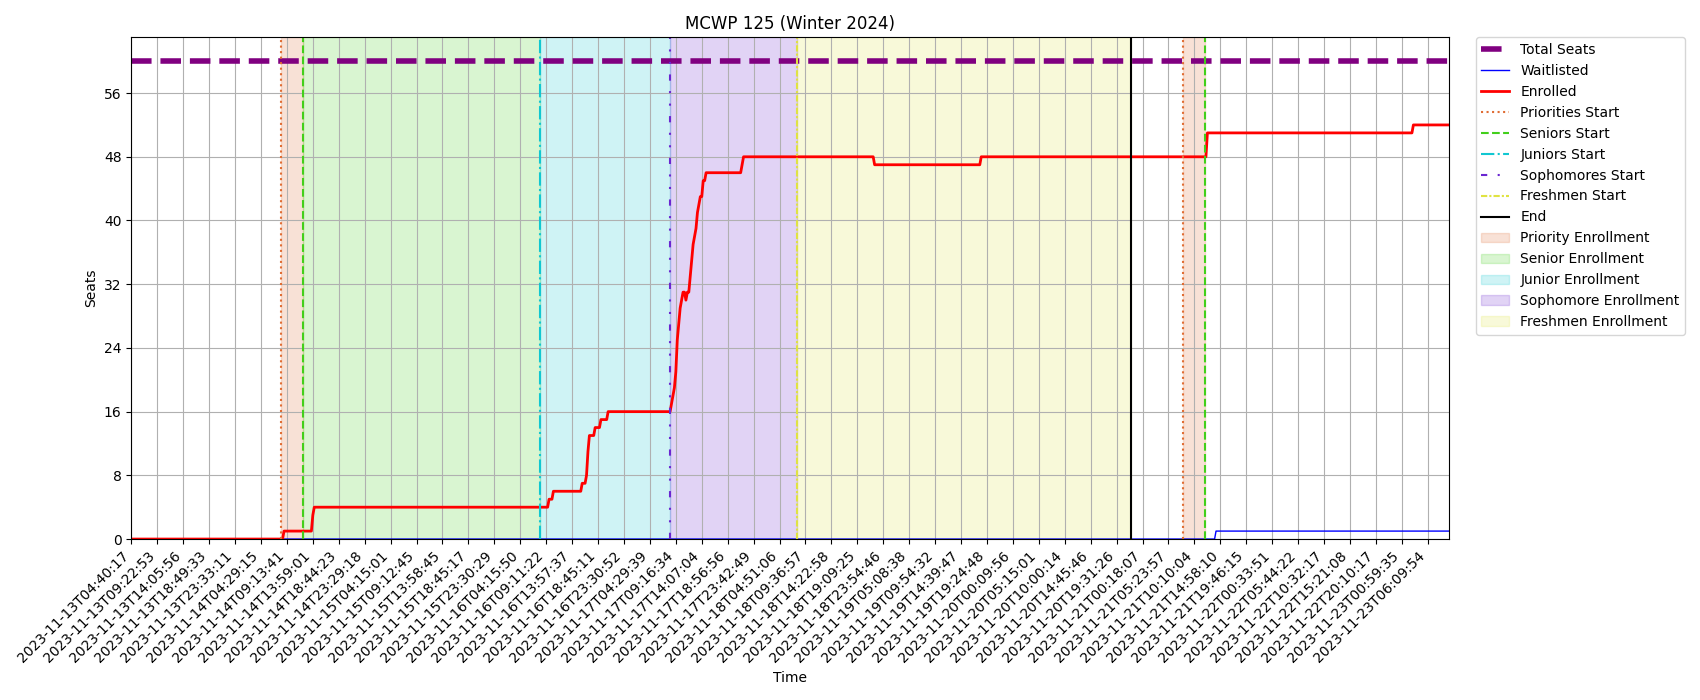 MCWP 125 (Winter 2024)
Seats
56
48
40
32
24
16
8
0
2023-11-13T04:40:17
2023-11-13T09:22:53
2023-11-13T14:05:56
2023-11-13T18:49:33
2023-11-13T23:33:11
2023-11-14T04:29:15
2023-11-14T09:13:41
2023-11-14T13:59:01
2023-11-14T18:44:23
2023-11-14T23:29:18
2023-11-15T04:15:01
2023-11-15T09:12:45
2023-11-15T13:58:45
2023-11-15T18:45:17
2023-11-15T23:30:29
2023-11-16T04:15:50
2023-11-16T09:11:22
2023-11-16T13:57:37
2023-11-16T18:45:11
2023-11-16T23:30:52
2023-11-17T04:29:39
2023-11-17T09:16:34
2023-11-17T14:07:04
2023-11-17T18:56:56
2023-11-17T23:42:49
2023-11-18T04:51:06
2023-11-18T09:36:57
2023-11-18T14:22:58
2023-11-18T19:09:25
2023-11-18T23:54:46
2023-11-19T05:08:38
2023-11-19T09:54:32
2023-11-19T14:39:47
2023-11-19T19:24:48
2023-11-20T00:09:56
2023-11-20T05:15:01
2023-11-20T10:00:14
2023-11-20T14:45:46
2023-11-20T19:31:26
2023-11-21T00:18:07
2023-11-21T05:23:57
2023-11-21T10:10:04
2023-11-21T14:58:10
2023-11-21T19:46:15
2023-11-22T00:33:51
2023-11-22T05:44:22
2023-11-22T10:32:17
2023-11-22T15:21:08
2023-11-22T20:10:17
2023-11-23T00:59:35
2023-11-23T06:09:54
Time
Total Seats
Waitlisted
Enrolled
Priorities Start
Seniors Start
Juniors Start
Sophomores Start
Freshmen Start
End
Priority Enrollment
Senior Enrollment
Junior Enrollment
Sophomore Enrollment
Freshmen Enrollment